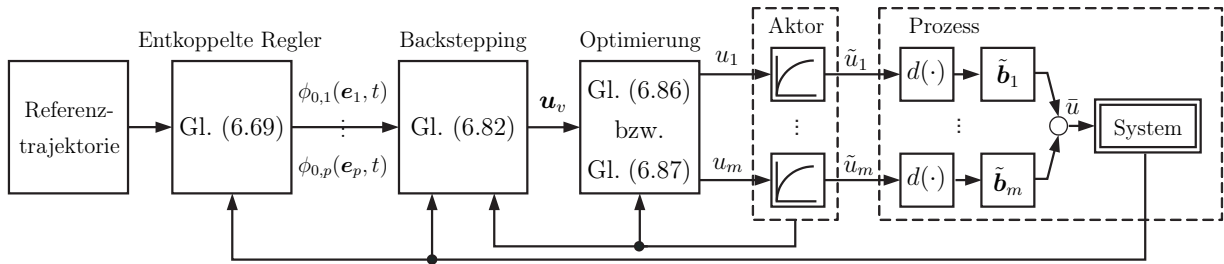 Entkoppelte Regler
Backstepping
Optimierung
Aktor
Prozess
Referenz-
trajektorie
Gl. (6.69)
ϕ₀,₁(e₁, t)
⋮
ϕ₀,ₚ(eₚ, t)
Gl. (6.82)
uᵥ
Gl. (6.86)
bzw.
Gl. (6.87)
u₁
uₘ
⋮
ũ₁
ũₘ
d(·)
⋮
d(·)
b̃₁
b̃ₘ
ū
System